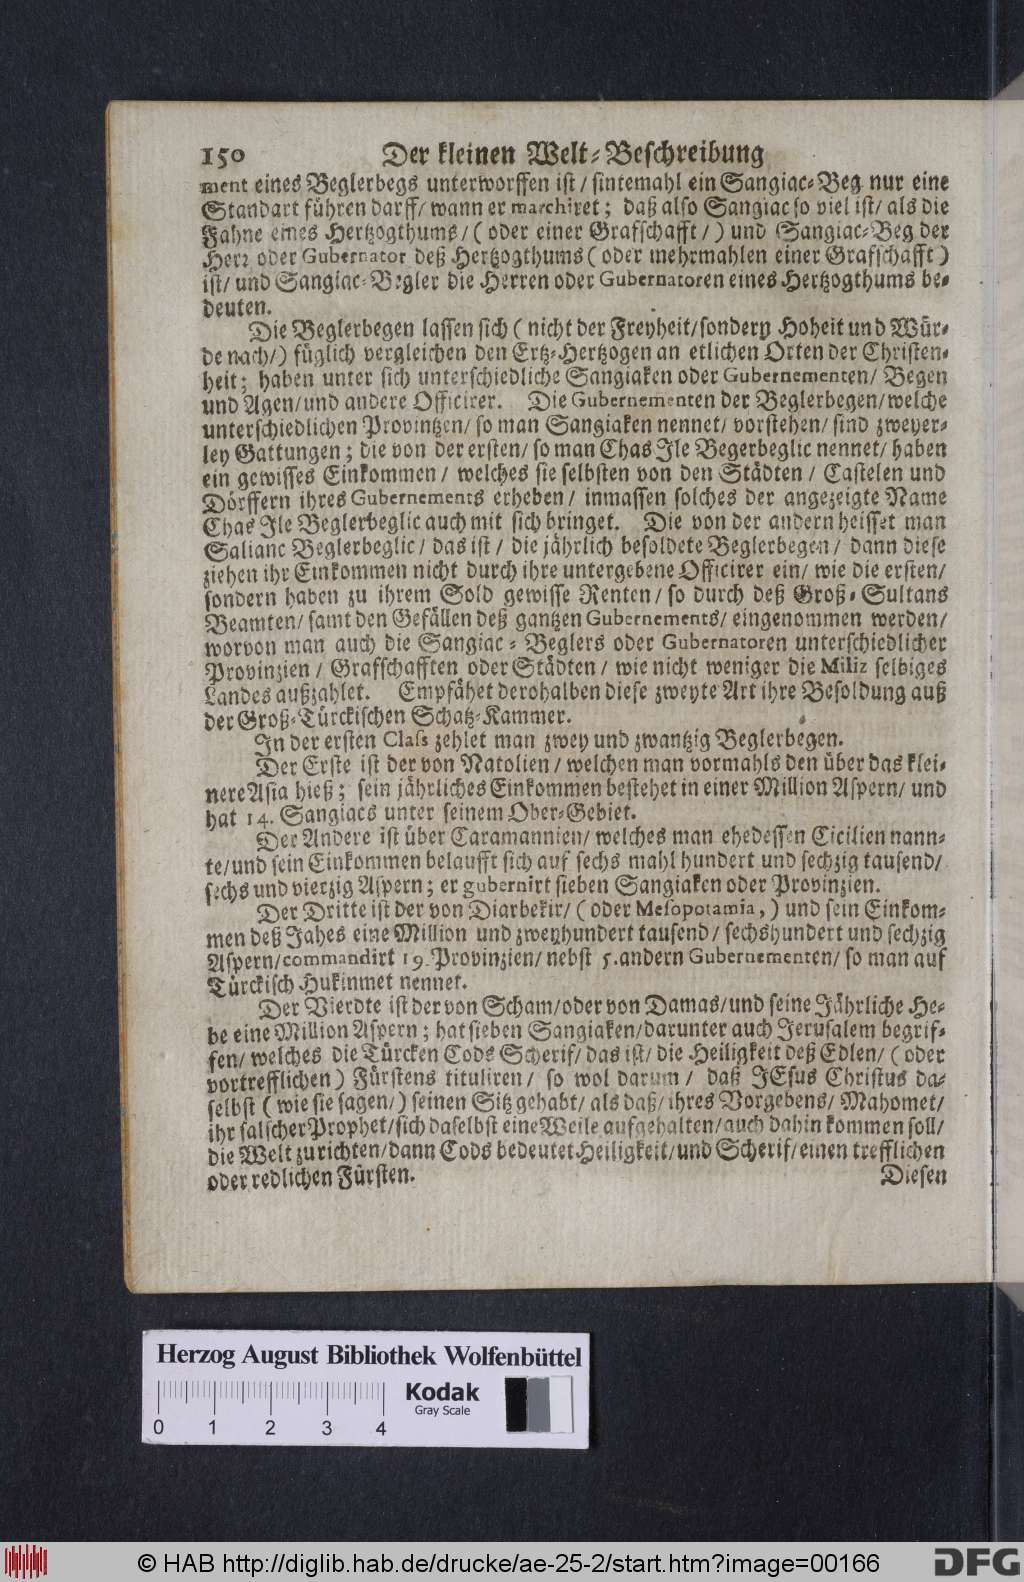 150 Der kleinen Welt-Beschreibung
ment eines Beglerbegs unterworffen ist / sintemahl ein Sangiac-Beg nur eine
Standart führen darff/ wann er marchiret; daß also Sangiac so viel ist/ als die
Fahne eines Hertzogthums/ ( oder einer Grafschafft /) und Sangiac-Beg der
Herr oder Gubernator deß Hertzogthums ( oder mehrmahlen einer Grafschafft )
ist/ und Sangiac-Begler die Herren oder Gubernatoren eines Hertzogthums be-
deuten.
Die Beglerbegen lassen sich ( nicht der Freyheit/sondern Hoheit und Wür-
de nach/) füglich vergleichen den Ertz-Hertzogen an etlichen Orten der Christen-
heit; haben unter sich unterschiedliche Sangiaken oder Gubernementen/ Begen
und Agen/und andere Officirer. Die Gubernementen der Beglerbegen/welche
unterschiedlichen Provintzen/ so man Sangiaken nennet/ vorstehen/ sind zweyer-
ley Gattungen; die von der ersten/ so man Chas Ile Begerbeglic nennet/ haben
ein gewisses Einkommen/ welches sie selbsten von den Städten / Castelen und
Dörffern ihres Gubernements erheben / inmassen solches der angezeigte Name
Chas Ile Beglerbeglic auch mit sich bringet. Die von der andern heisset man
Saliane Beglerbeglic/ das ist / die jährlich besoldete Beglerbegen/ dann diese
ziehen ihr Einkommen nicht durch ihre untergebene Officirer ein/ wie die ersten/
sondern haben zu ihrem Sold gewisse Renten/ so durch deß Groß-Sultans
Beamten/ samt den Gefällen deß gantzen Gubernements/ eingenommen werden/
worvon man auch die Sangiac-Beglers oder Gubernatoren unterschiedlicher
Provinzien / Grafschafften oder Städten/ wie nicht weniger die Miliz selbiges
Landes außzahlet. Empfähet derohalben diese zweyte Art ihre Besoldung auß
der Groß-Türckischen Schatz-Kammer.
In der ersten Class zehlet man zwey und zwantzig Beglerbegen.
Der Erste ist der von Natolien/ welchen man vormahls den über das klei-
nere Asia hieß; sein jährliches Einkommen bestehet in einer Million Aspern/ und
hat 14. Sangiacs unter seinem Ober-Gebiet.
Der Andere ist über Caramannien/ welches man ehedessen Cicilien nann-
te/und sein Einkommen belaufft sich auf sechs mahl hundert und sechzig tausend/
sechs und vierzig Aspern; er gubernirt sieben Sangiaken oder Provinzien.
Der Dritte ist der von Diarbekir/ ( oder Mesopotamia,) und sein Einkom-
men deß Jahes eine Million und zweyhundert tausend/ sechshundert und sechzig
Aspern/commandirt 19. Provinzien/ nebst 5.andern Gubernementen/ so man auf
Türckisch Hukinmet nennet.
Der Vierdte ist der von Scham/oder von Damas/und seine Jährliche He-
be eine Million Aspern; hat sieben Sangiaken/darunter auch Jerusalem begrif-
fen/ welches die Türcken Cods Scherif/ das ist/ die Heiligkeit deß Edlen/ ( oder
vortrefflichen) Fürstens tituliren/ so wol darum / daß JEsus Christus da-
selbst ( wie sie sagen/) seinen Sitz gehabt/ als daß/ ihres Vorgebens/ Mahomet/
ihr falscher Prophet/sich daselbst eine Weile aufgehalten/auch dahin kommen soll/
die Welt zu richten/dann Cods bedeutet Heiligkeit/und Scherif/einen trefflichen
oder redlichen Fürsten. Diesen
Herzog August Bibliothek Wolfenbüttel
Kodak
Gray Scale
0 1 2 3 4
© HAB http://diglib.hab.de/drucke/ae-25-2/start.htm?image=00166
DFG